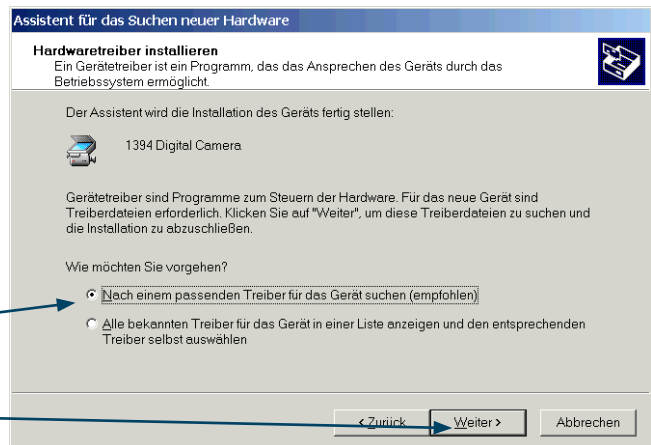 Assistent für das Suchen neuer Hardware
Hardwaretreiber installieren
Ein Gerätetreiber ist ein Programm, das das Ansprechen des Geräts durch das
Betriebssystem ermöglicht.
Der Assistent wird die Installation des Geräts fertig stellen:
1394 Digital Camera
Gerätetreiber sind Programme zum Steuern der Hardware. Für das neue Gerät sind
Treiberdateien erforderlich. Klicken Sie auf "Weiter", um diese Treiberdateien zu suchen und
die Installation zu abzuschließen.
Wie möchten Sie vorgehen?
Nach einem passenden Treiber für das Gerät suchen (empfohlen)
Alle bekannten Treiber für das Gerät in einer Liste anzeigen und den entsprechenden
Treiber selbst auswählen
< Zurück Weiter > Abbrechen